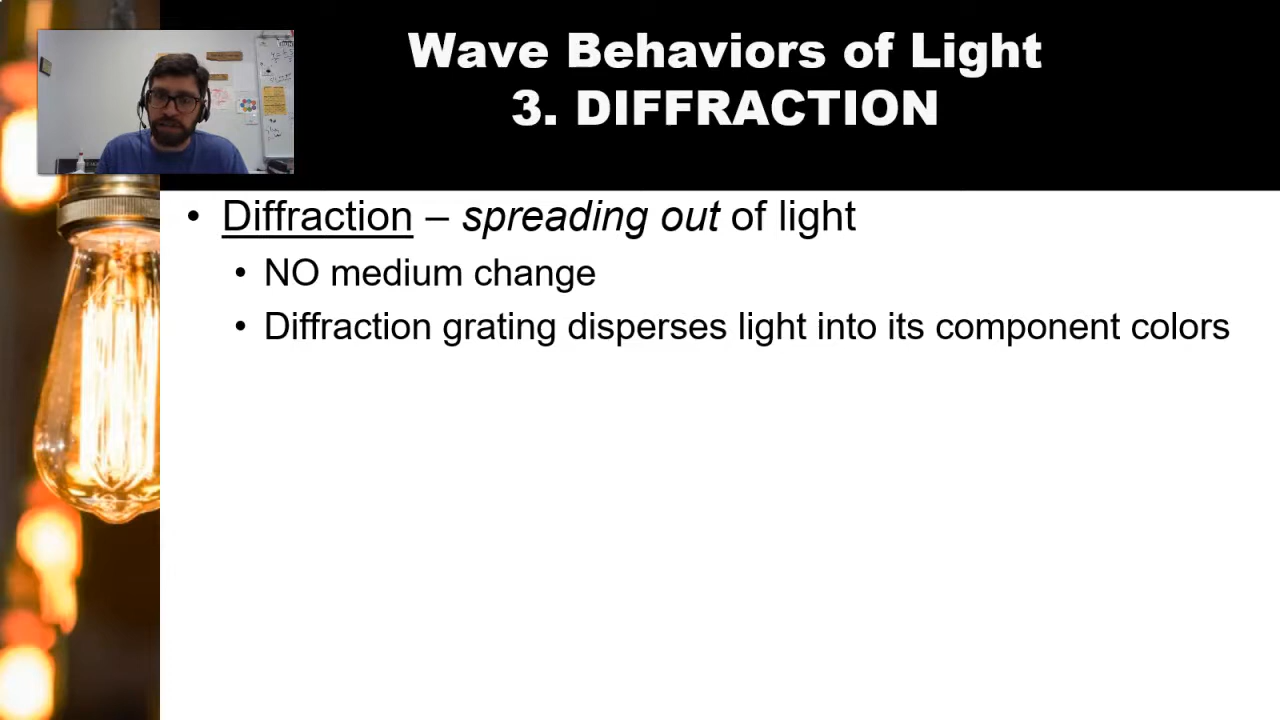 Wave Behaviors of Light
3. DIFFRACTION
• Diffraction – spreading out of light
• NO medium change
• Diffraction grating disperses light into its component colors